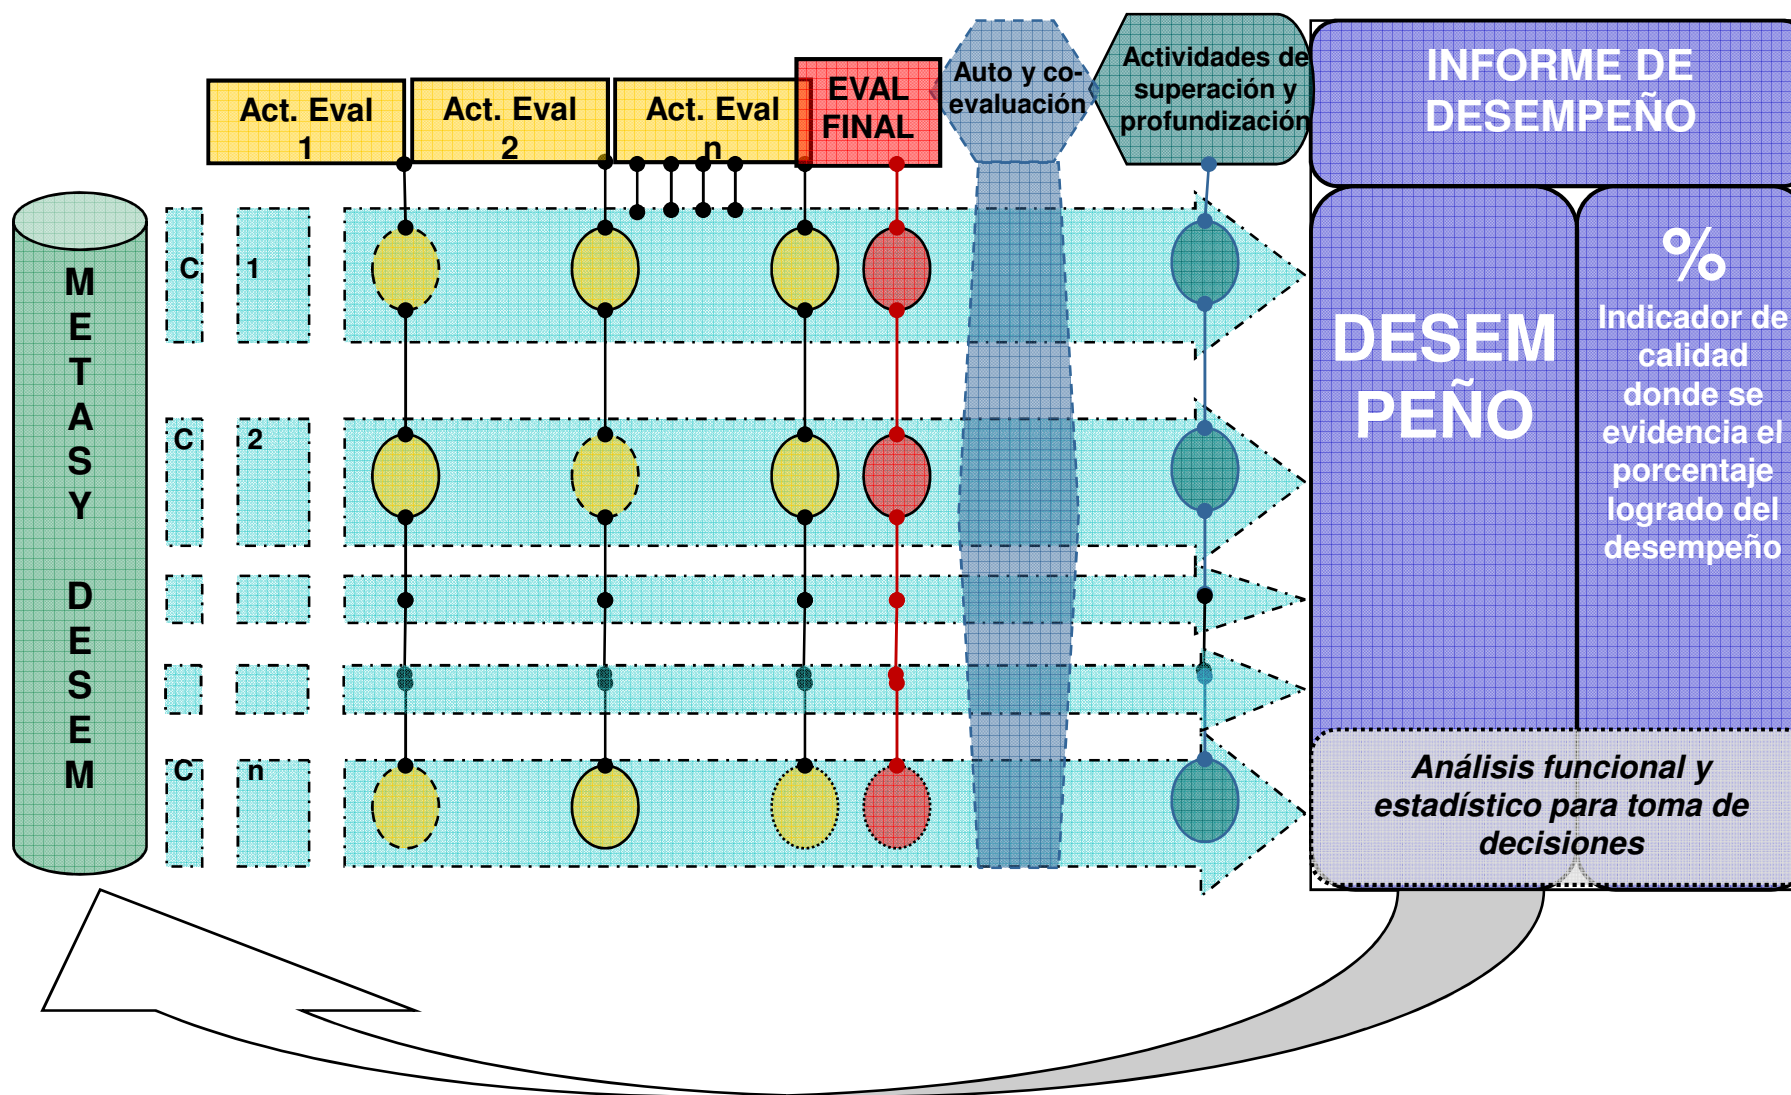 Act. Eval
1
Act. Eval
2
Act. Eval
n
EVAL
FINAL
Auto y co-
evaluación
Actividades de
superación y
profundización
INFORME DE
DESEMPEÑO
M
E
T
A
S
Y
D
E
S
E
M
C 1
C 2
C n
DESEM
PEÑO
%
Indicador de
calidad
donde se
evidencia el
porcentaje
logrado del
desempeño
Análisis funcional y
estadístico para toma de
decisiones